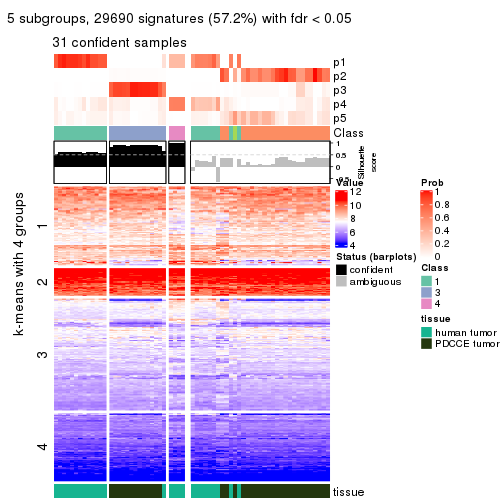 5 subgroups, 29690 signatures (57.2%) with fdr < 0.05
31 confident samples
p1
p2
p3
p4
p5
Class
1
0.5
0
-0.5
Silhouette
score
k-means with 4 groups
1
2
3
4
tissue
Value
12
10
8
6
4
Status (barplots)
confident
ambiguous
Prob
1
0.8
0.6
0.4
0.2
0
Class
1
3
4
tissue
human tumor
PDCCE tumor